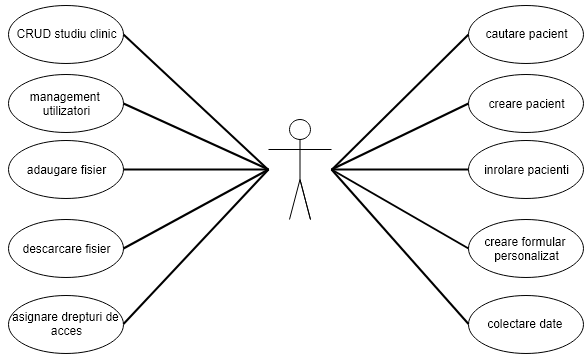 CRUD studiu clinic
management
utilizatori
adaugare fisier
descarcare fisier
asignare drepturi de
acces
cautare pacient
creare pacient
inrolare pacienti
creare formular
personalizat
colectare date